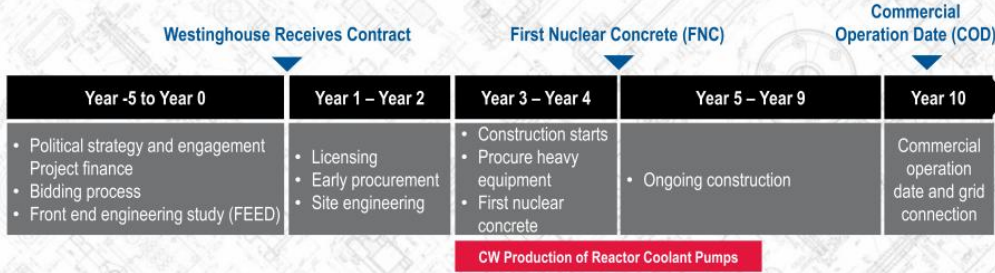 Commercial
Westinghouse Receives Contract
First Nuclear Concrete (FNC)
Operation Date (COD)
Year -5 to Year 0
Year 1 – Year 2
Year 3 – Year 4
Year 5 – Year 9
Year 10
• Political strategy and engagement
Project finance
• Bidding process
• Front end engineering study (FEED)
• Licensing
• Early procurement
• Site engineering
• Construction starts
• Procure heavy
equipment
• First nuclear
concrete
• Ongoing construction
Commercial
operation
date and grid
connection
CW Production of Reactor Coolant Pumps